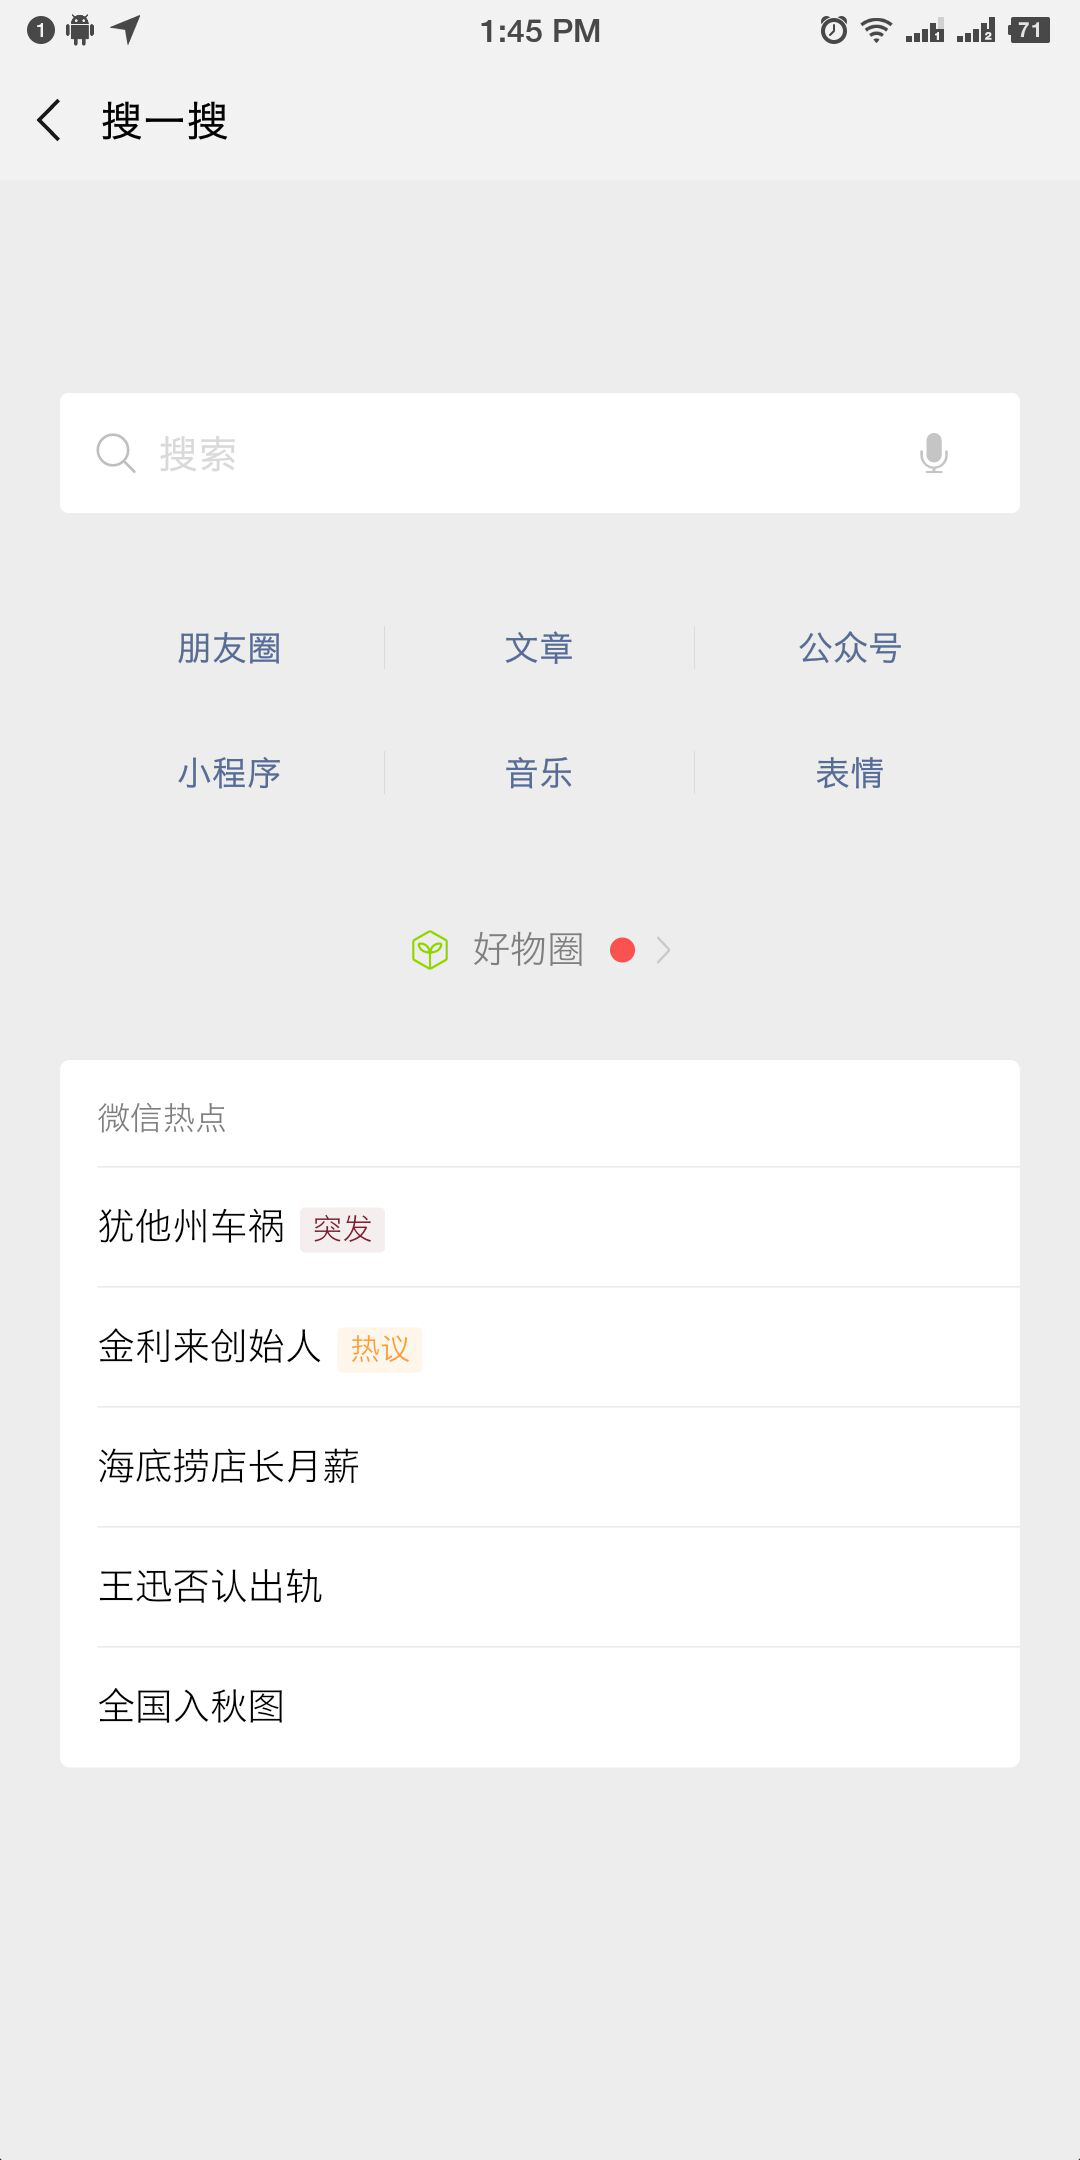 1 1:45 PM 1 2 71
搜一搜
搜索
朋友圈 文章 公众号
小程序 音乐 表情
好物圈
微信热点
犹他州车祸 突发
金利来创始人 热议
海底捞店长月薪
王迅否认出轨
全国入秋图